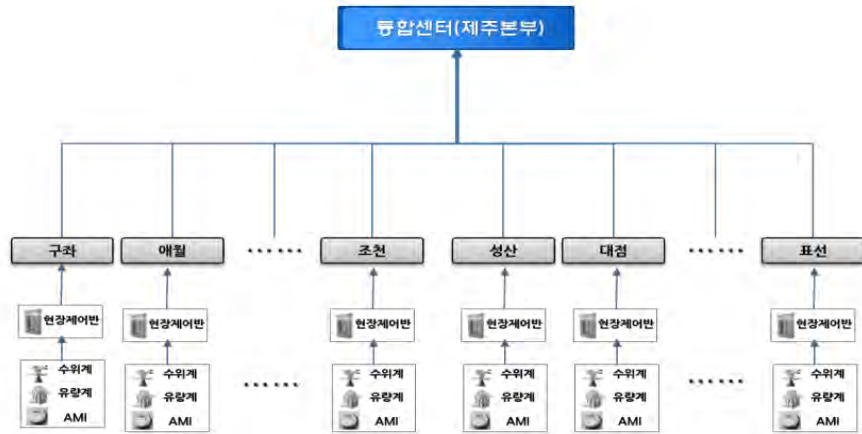 통합센터(제주본부)
구좌
애월
······
조천
성산
대점
······
표선
현장제어반
현장제어반
현장제어반
현장제어반
현장제어반
현장제어반
수위계
유량계
AMI
수위계
유량계
AMI
······
수위계
유량계
AMI
수위계
유량계
AMI
수위계
유량계
AMI
······
수위계
유량계
AMI